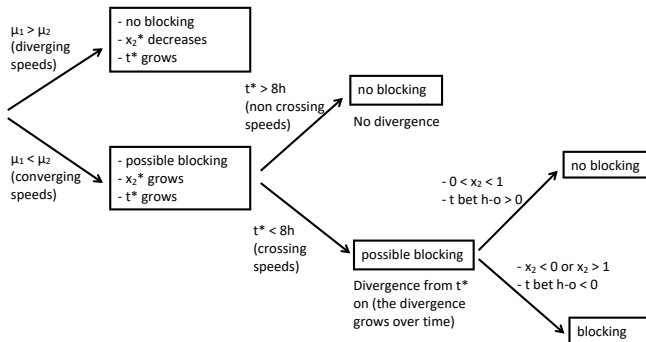 μ₁ > μ₂
(diverging
speeds)
- no blocking
- x₂* decreases
- t* grows
μ₁ < μ₂
(converging
speeds)
- possible blocking
- x₂* grows
- t* grows
t* > 8h
(non crossing
speeds)
no blocking
No divergence
t* < 8h
(crossing
speeds)
possible blocking
Divergence from t*
on (the divergence
grows over time)
- 0 < x₂ < 1
- t bet h-o > 0
no blocking
- x₂ < 0 or x₂ > 1
- t bet h-o < 0
blocking